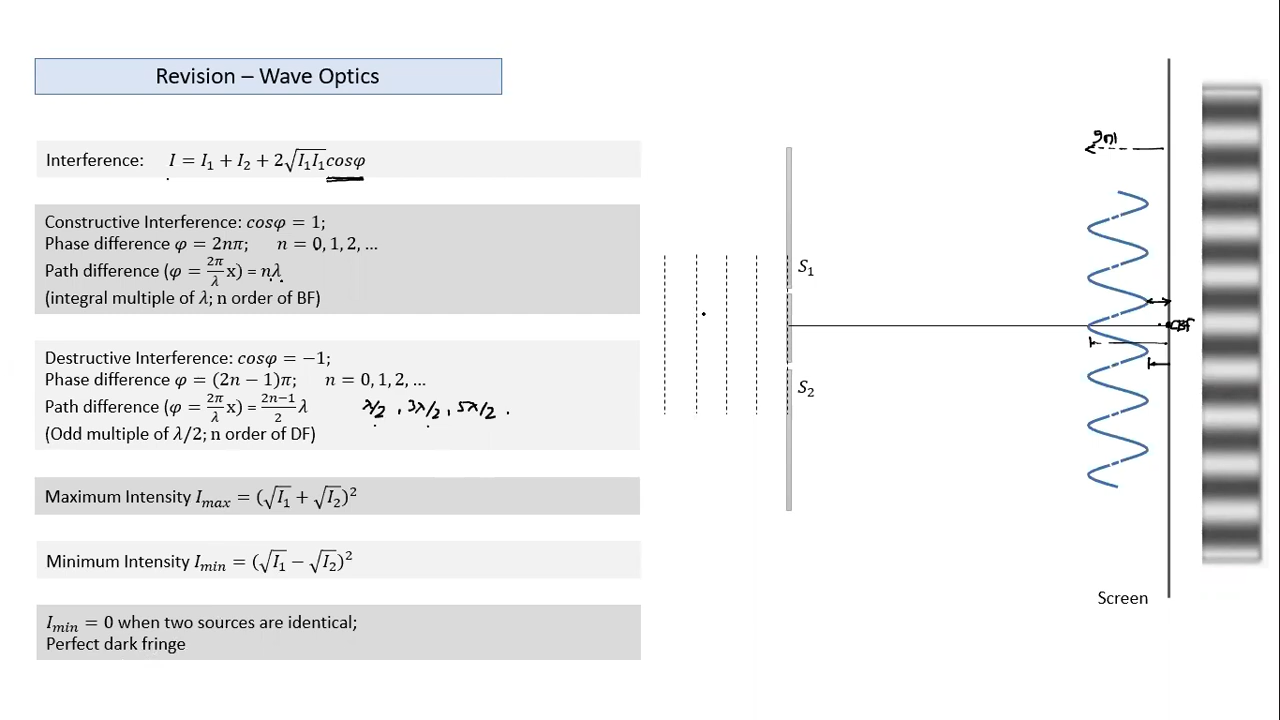 Revision – Wave Optics
Interference: I = I₁ + I₂ + 2√(I₁I₁)cosφ
Constructive Interference: cosφ = 1;
Phase difference φ = 2nπ; n = 0, 1, 2, …
Path difference (φ = 2π/λ x) = nλ
(integral multiple of λ; n order of BF)
Destructive Interference: cosφ = −1;
Phase difference φ = (2n − 1)π; n = 0, 1, 2, …
Path difference (φ = 2π/λ x) = (2n−1)/2 λ λ/2 , 3λ/2 , 5λ/2 .
(Odd multiple of λ/2; n order of DF)
Maximum Intensity Iₘₐₓ = (√I₁ + √I₂)²
Minimum Intensity Iₘᵢₙ = (√I₁ − √I₂)²
Iₘᵢₙ = 0 when two sources are identical;
Perfect dark fringe
S₁
S₂
Screen